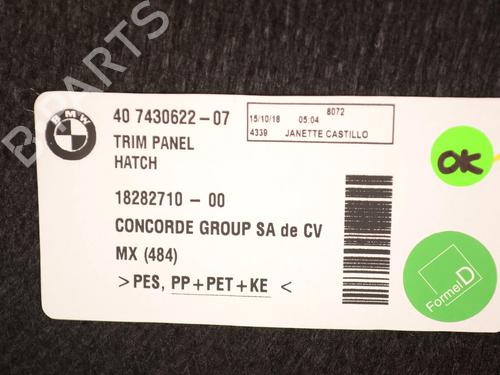 B-PARTS
BMW
40 7430622-07
TRIM PANEL
HATCH
18282710 - 00
CONCORDE GROUP SA de CV
MX (484)
>PES, PP+PET+KE <
8072
15/10/18 05:04
4339 JANETTE CASTILLO
OK
FormelD